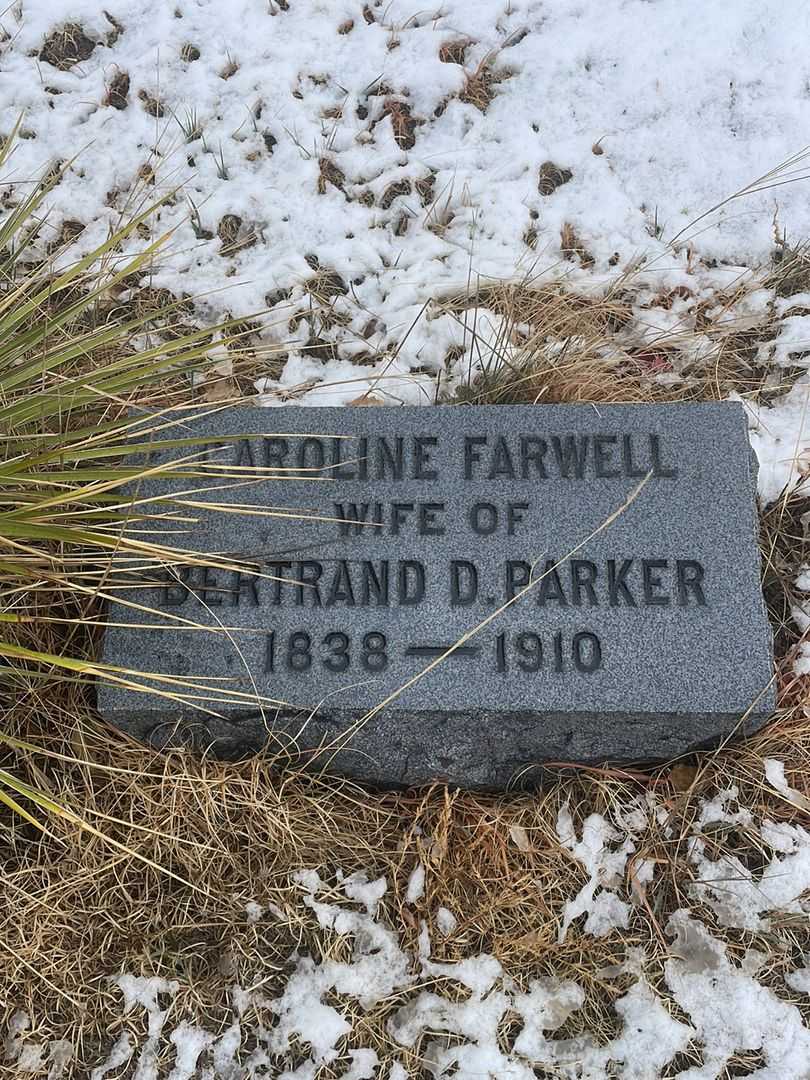 CAROLINE FARWELL
WIFE OF
BERTRAND D. PARKER
1838 — 1910